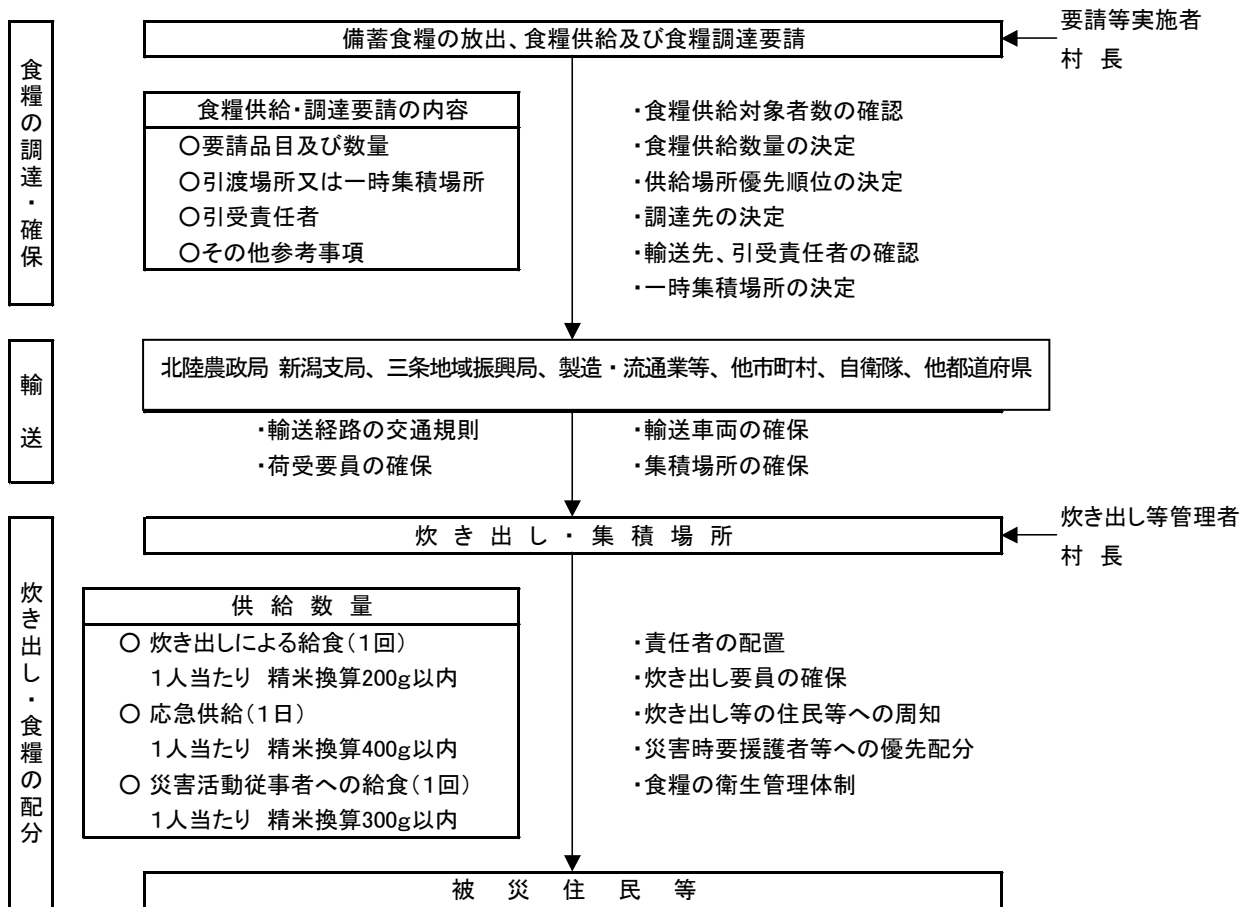 食糧の調達・確保
備蓄食糧の放出、食糧供給及び食糧調達要請
要請等実施者
村 長
食糧供給・調達要請の内容
○要請品目及び数量
○引渡場所又は一時集積場所
○引受責任者
○その他参考事項
・食糧供給対象者数の確認
・食糧供給数量の決定
・供給場所優先順位の決定
・調達先の決定
・輸送先、引受責任者の確認
・一時集積場所の決定
輸送
北陸農政局 新潟支局、三条地域振興局、製造・流通業等、他市町村、自衛隊、他都道府県
・輸送経路の交通規則
・荷受要員の確保
・輸送車両の確保
・集積場所の確保
炊き出し・食糧の配分
炊 き 出 し ・ 集 積 場 所
炊き出し等管理者
村 長
供 給 数 量
○ 炊き出しによる給食(1回)
1人当たり 精米換算200g以内
○ 応急供給(1日)
1人当たり 精米換算400g以内
○ 災害活動従事者への給食(1回)
1人当たり 精米換算300g以内
・責任者の配置
・炊き出し要員の確保
・炊き出し等の住民等への周知
・災害時要援護者等への優先配分
・食糧の衛生管理体制
被 災 住 民 等